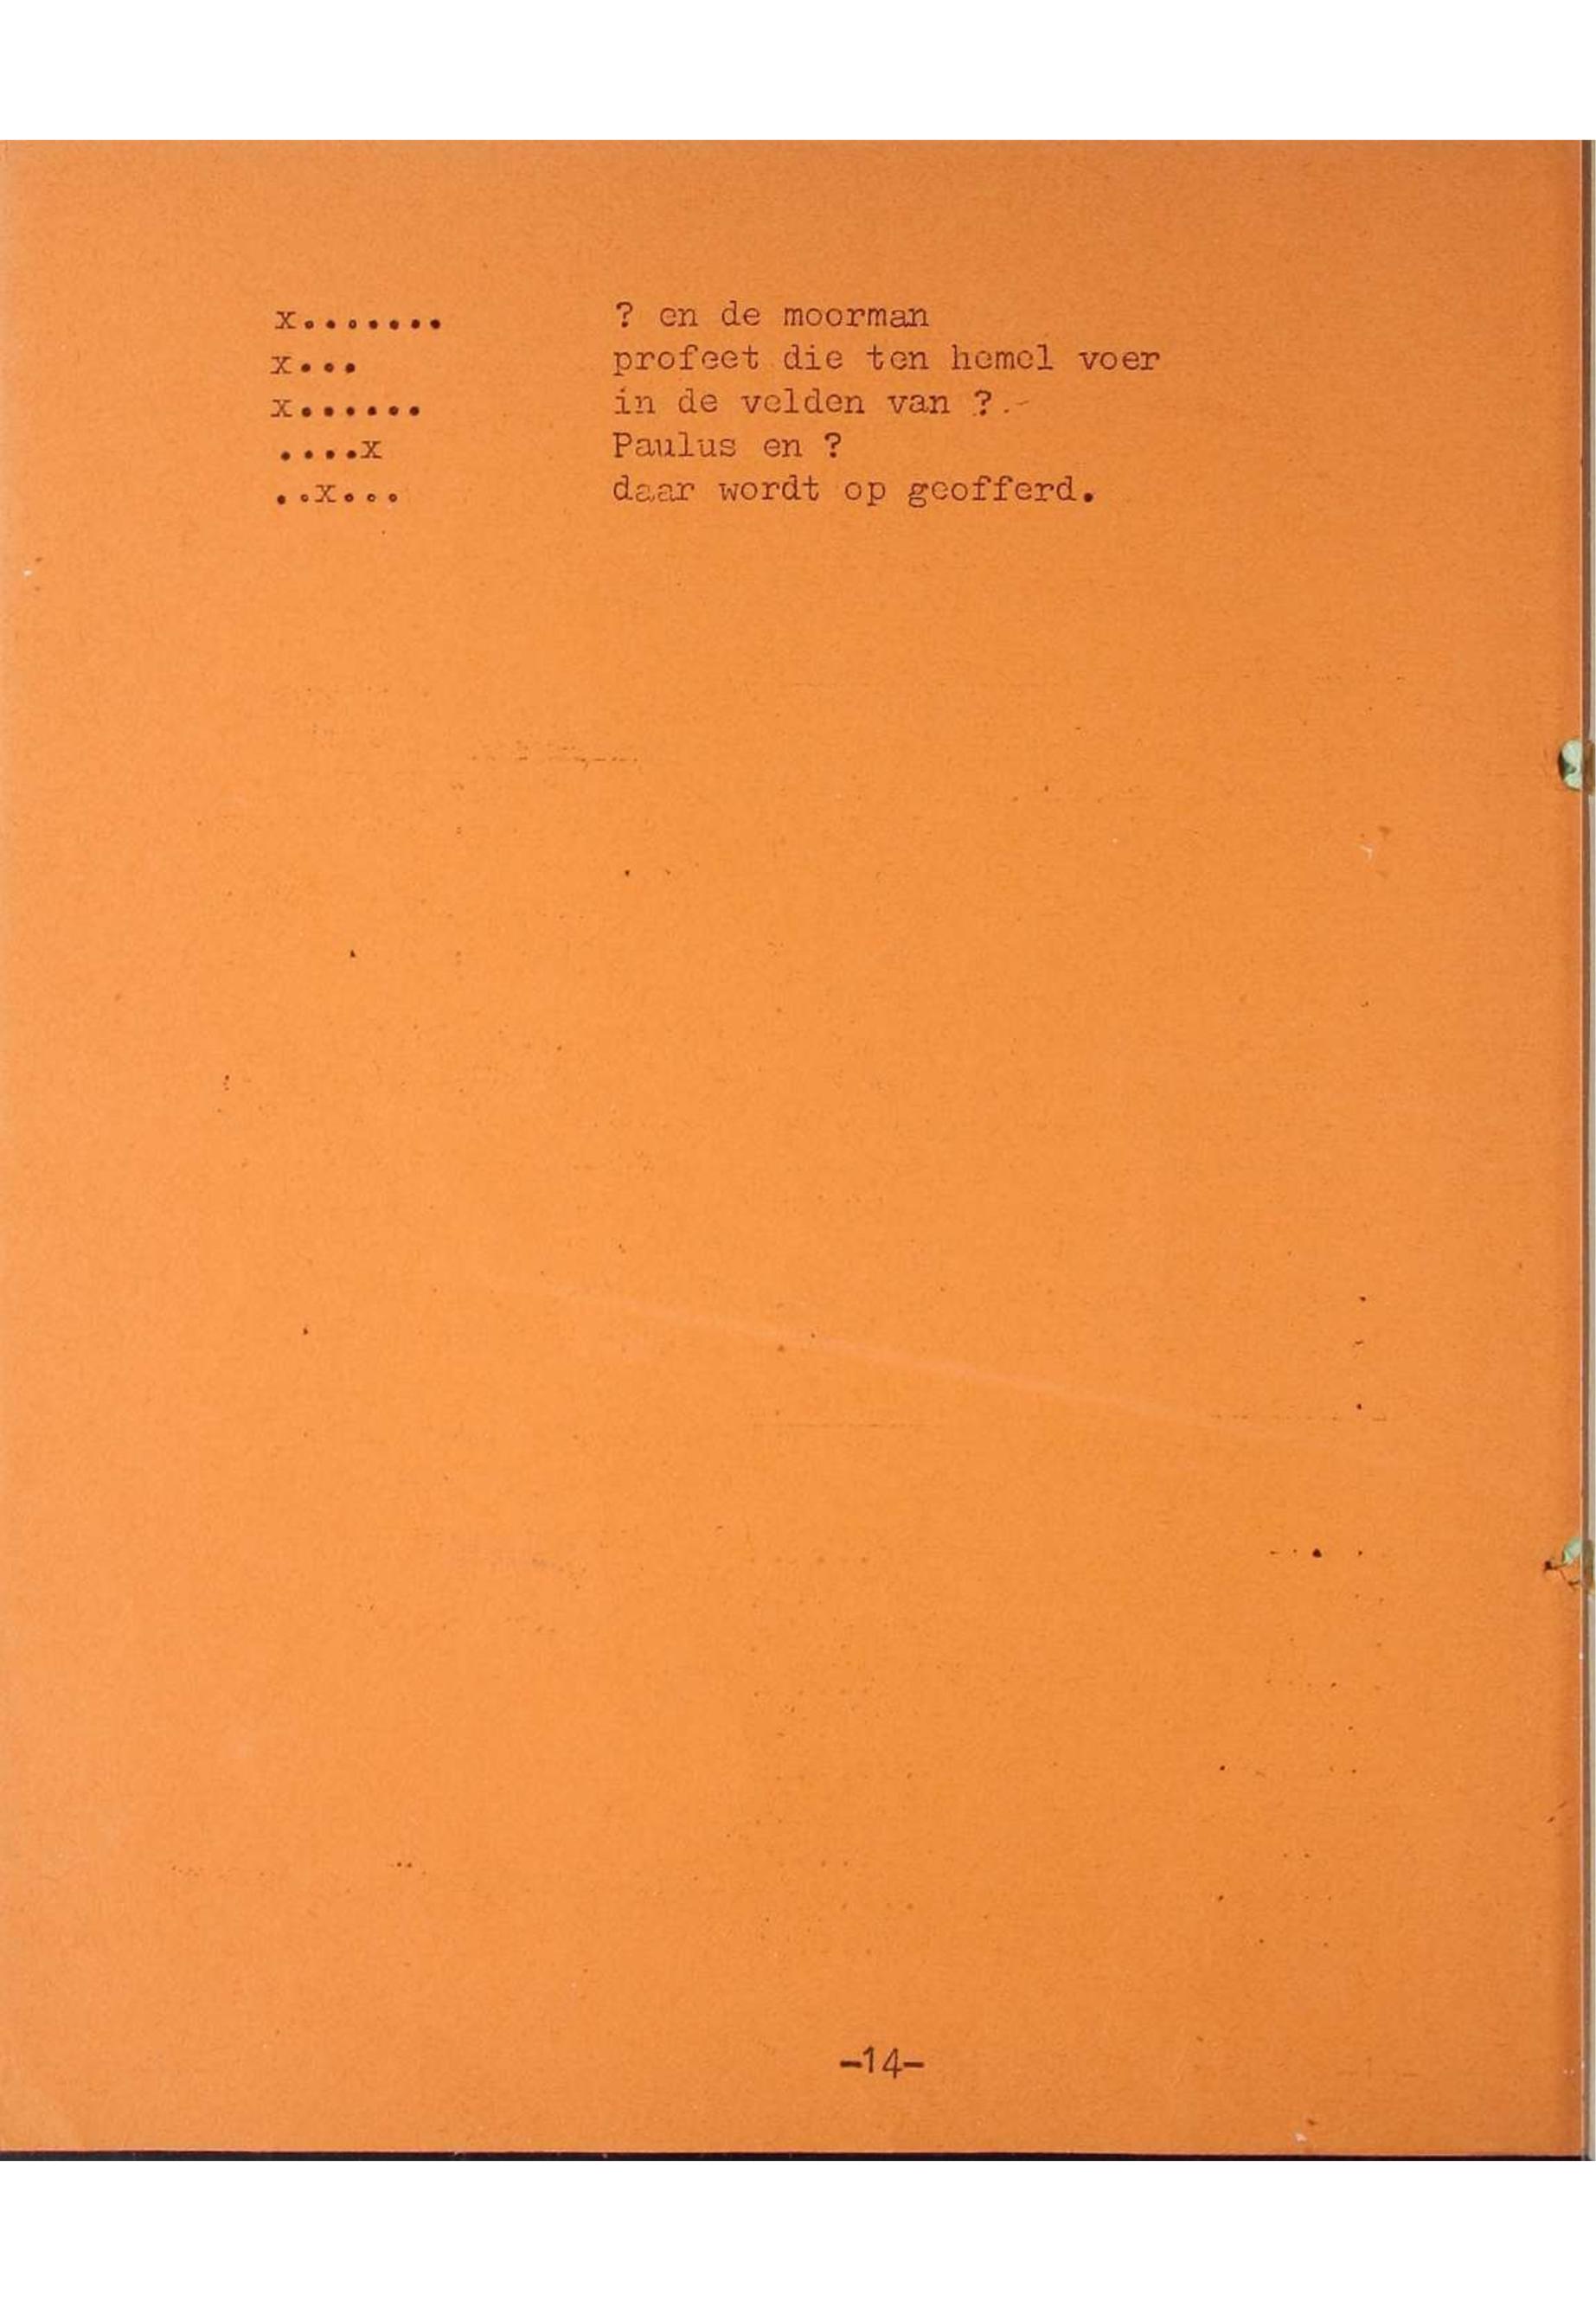 x....... ? en de moorman
x... profeet die ten hemel voer
x...... in de velden van ?.-
....x Paulus en ?
..x... daar wordt op geofferd.
-14-